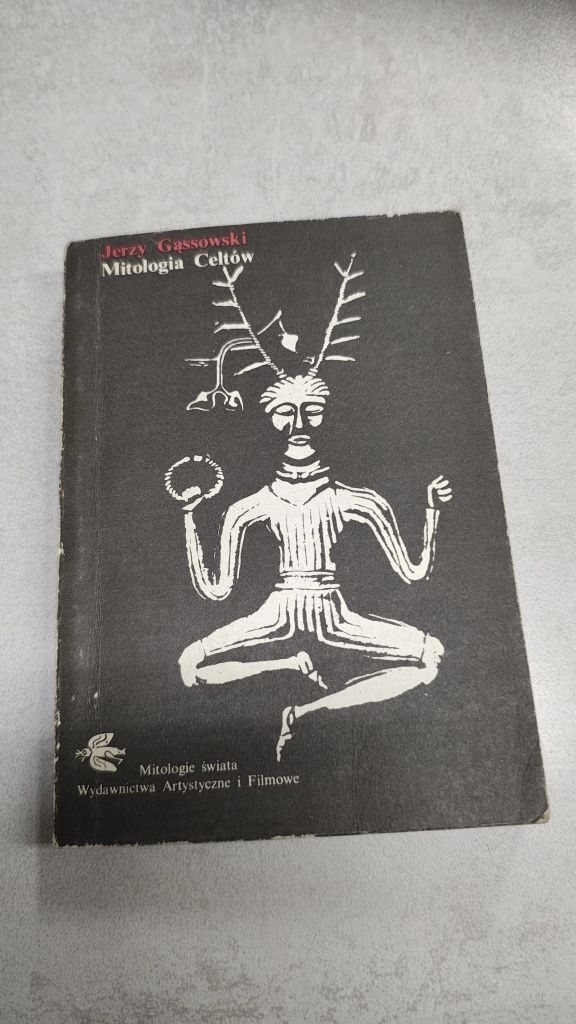 Jerzy Gąssowski
Mitologia Celtów
Mitologie świata
Wydawnictwa Artystyczne i Filmowe